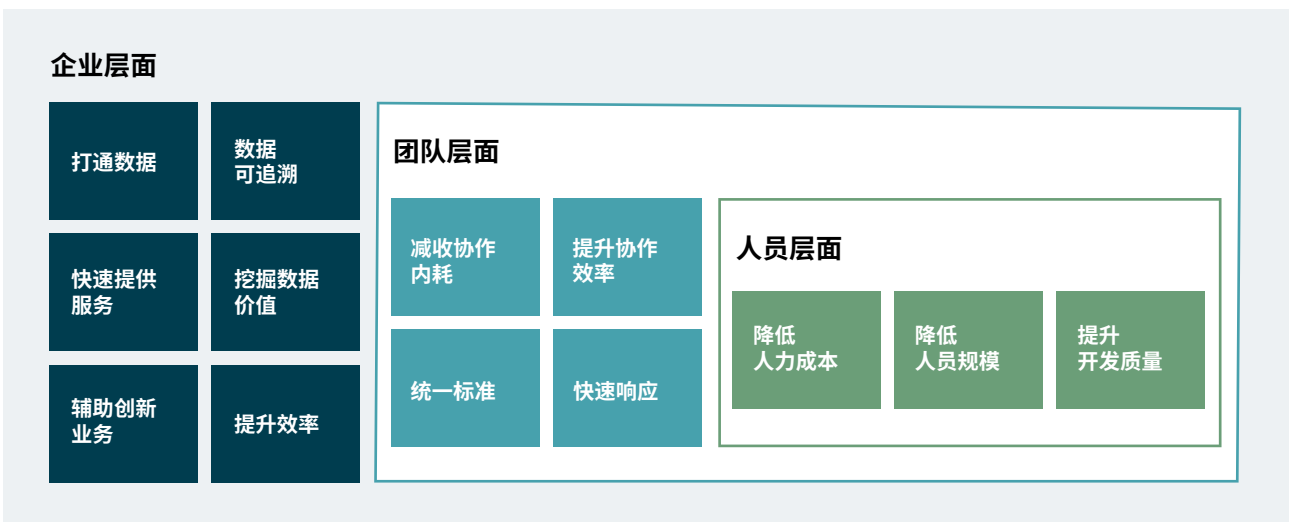 企业层面
打通数据
数据
可追溯
快速提供
服务
挖掘数据
价值
辅助创新
业务
提升效率
团队层面
减收协作
内耗
提升协作
效率
统一标准
快速响应
人员层面
降低
人力成本
降低
人员规模
提升
开发质量